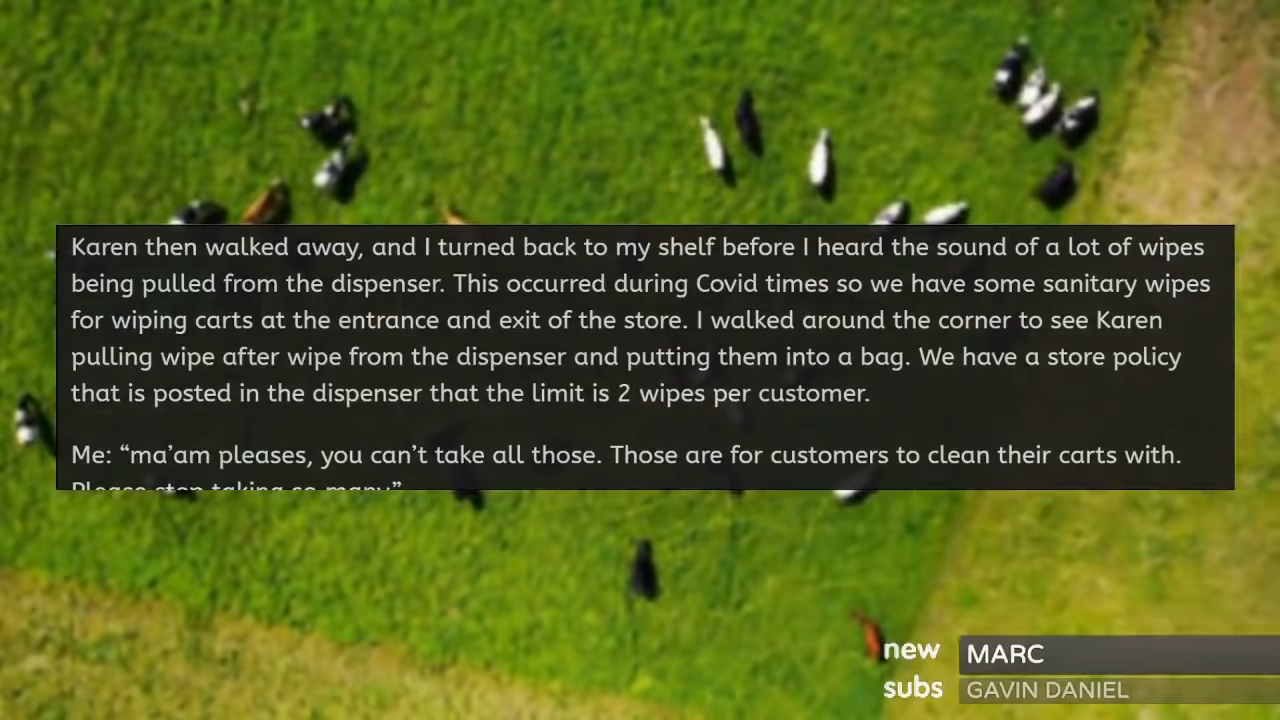 Karen then walked away, and I turned back to my shelf before I heard the sound of a lot of wipes
being pulled from the dispenser. This occurred during Covid times so we have some sanitary wipes
for wiping carts at the entrance and exit of the store. I walked around the corner to see Karen
pulling wipe after wipe from the dispenser and putting them into a bag. We have a store policy
that is posted in the dispenser that the limit is 2 wipes per customer.
Me: “ma’am pleases, you can’t take all those. Those are for customers to clean their carts with.
Please stop taking so many”
new MARC
subs GAVIN DANIEL